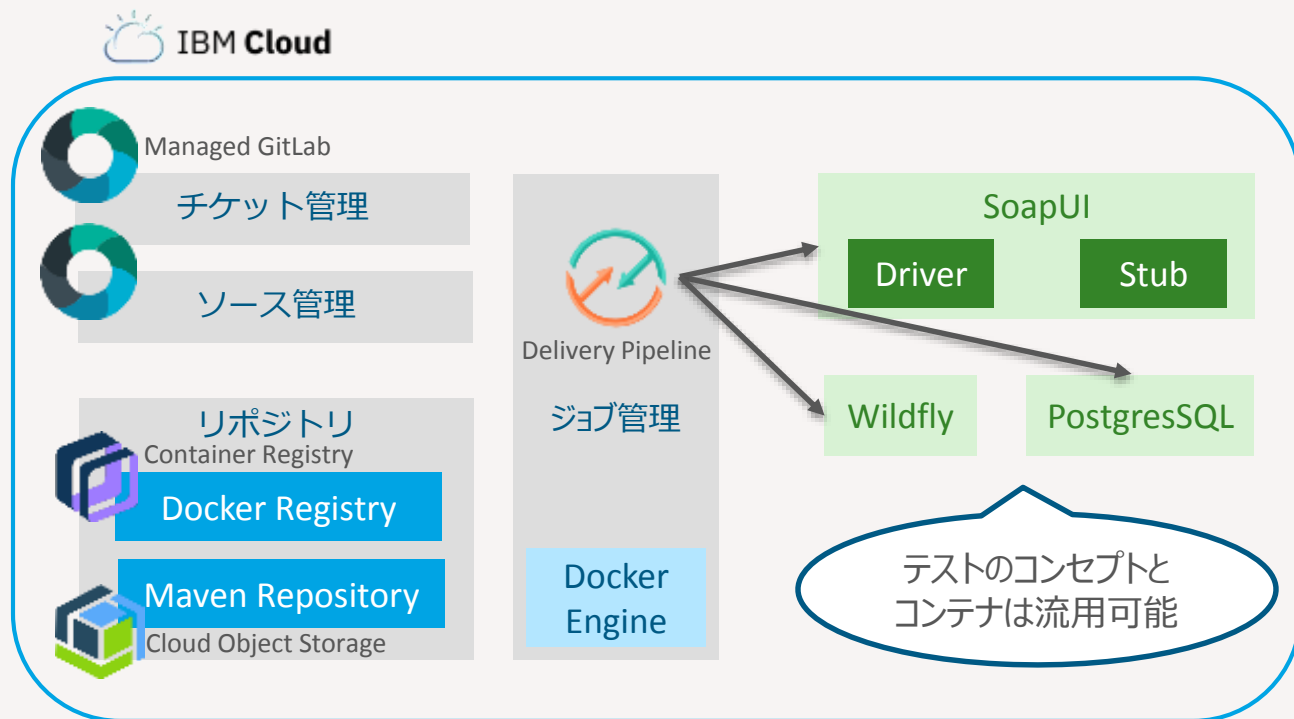 IBM Cloud
Managed GitLab
チケット管理
ソース管理
リポジトリ
Container Registry
Docker Registry
Maven Repository
Cloud Object Storage
Delivery Pipeline
ジョブ管理
Docker
Engine
SoapUI
Driver
Stub
Wildfly
PostgresSQL
テストのコンセプトと
コンテナは流用可能